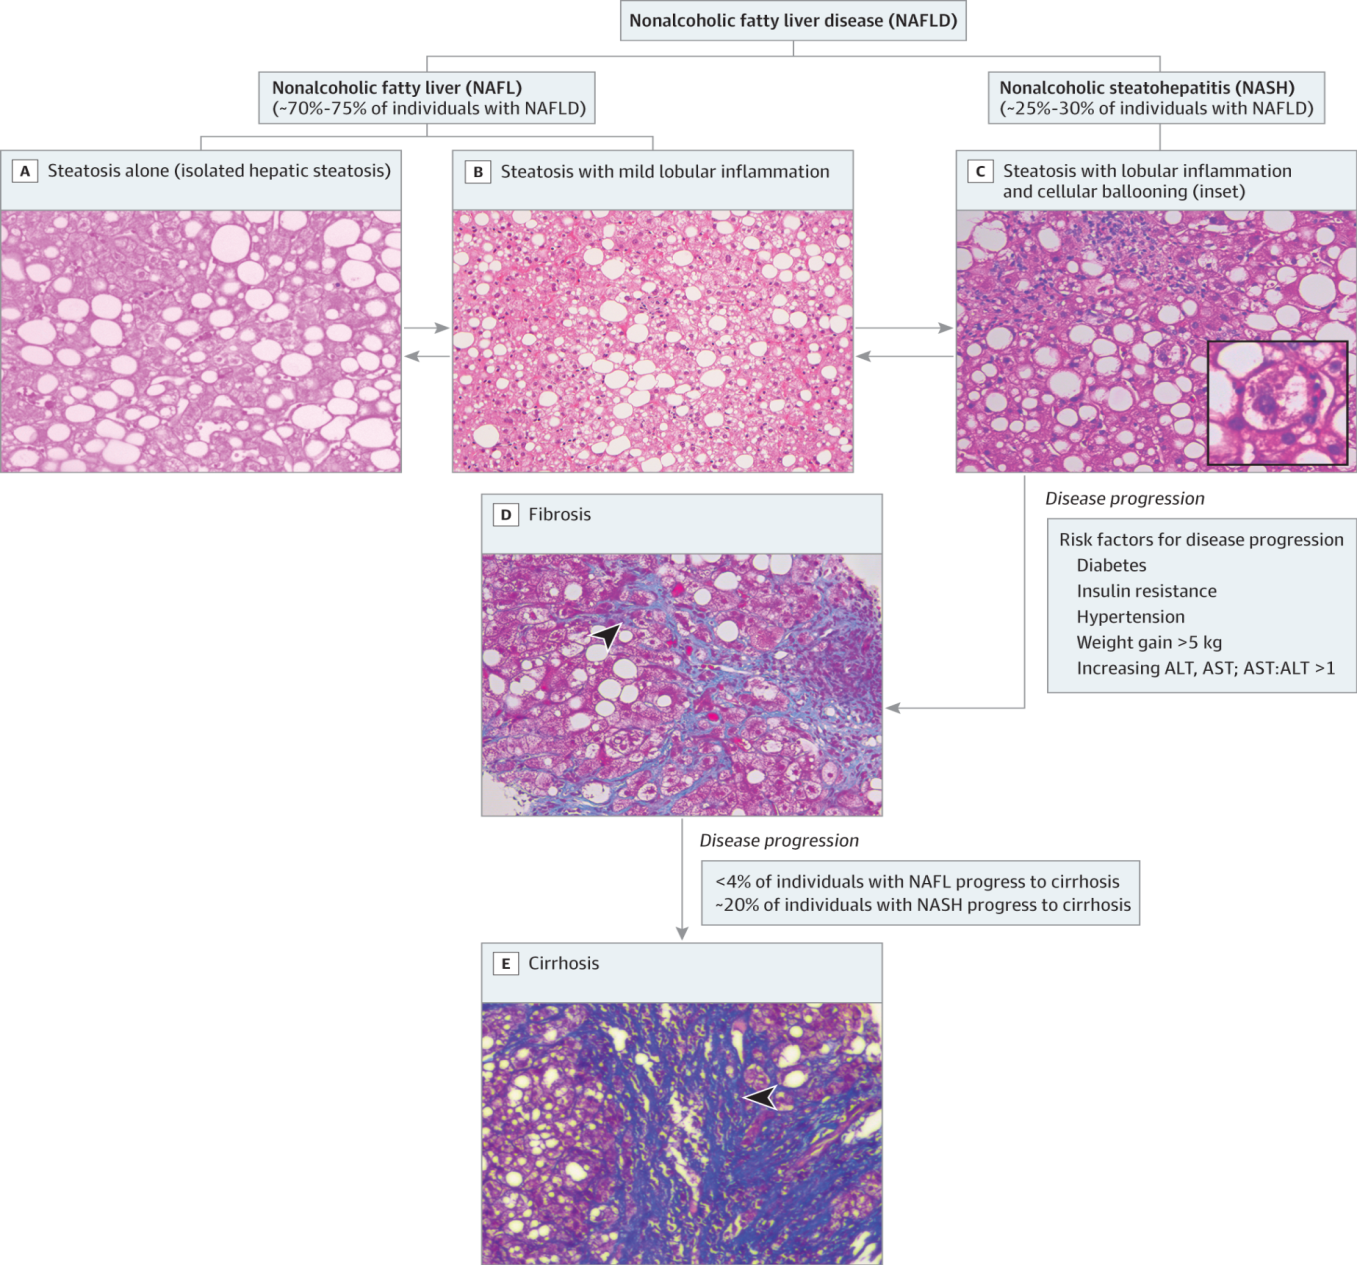 Nonalcoholic fatty liver disease (NAFLD)
Nonalcoholic fatty liver (NAFL)
(~70%-75% of individuals with NAFLD)
Nonalcoholic steatohepatitis (NASH)
(~25%-30% of individuals with NAFLD)
A Steatosis alone (isolated hepatic steatosis)
B Steatosis with mild lobular inflammation
C Steatosis with lobular inflammation
and cellular ballooning (inset)
Disease progression
Risk factors for disease progression
Diabetes
Insulin resistance
Hypertension
Weight gain >5 kg
Increasing ALT, AST; AST:ALT >1
D Fibrosis
Disease progression
<4% of individuals with NAFL progress to cirrhosis
~20% of individuals with NASH progress to cirrhosis
E Cirrhosis